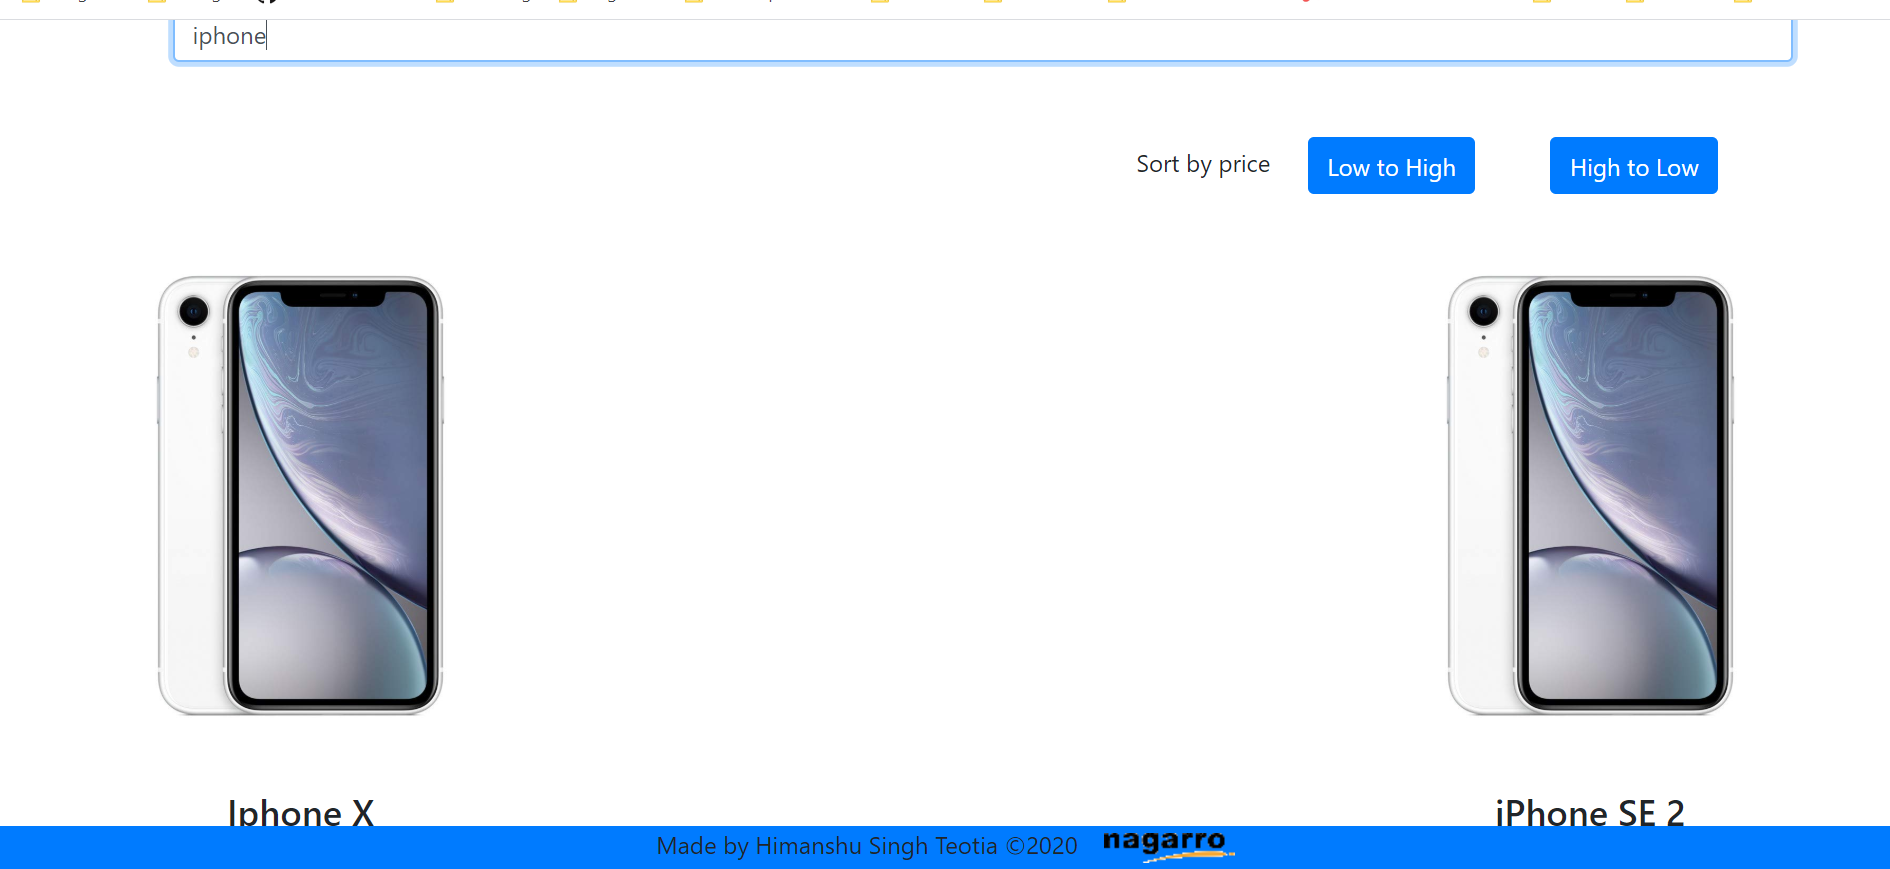 iphone
Sort by price Low to High High to Low
Iphone X iPhone SE 2
Made by Himanshu Singh Teotia ©2020 nagarro